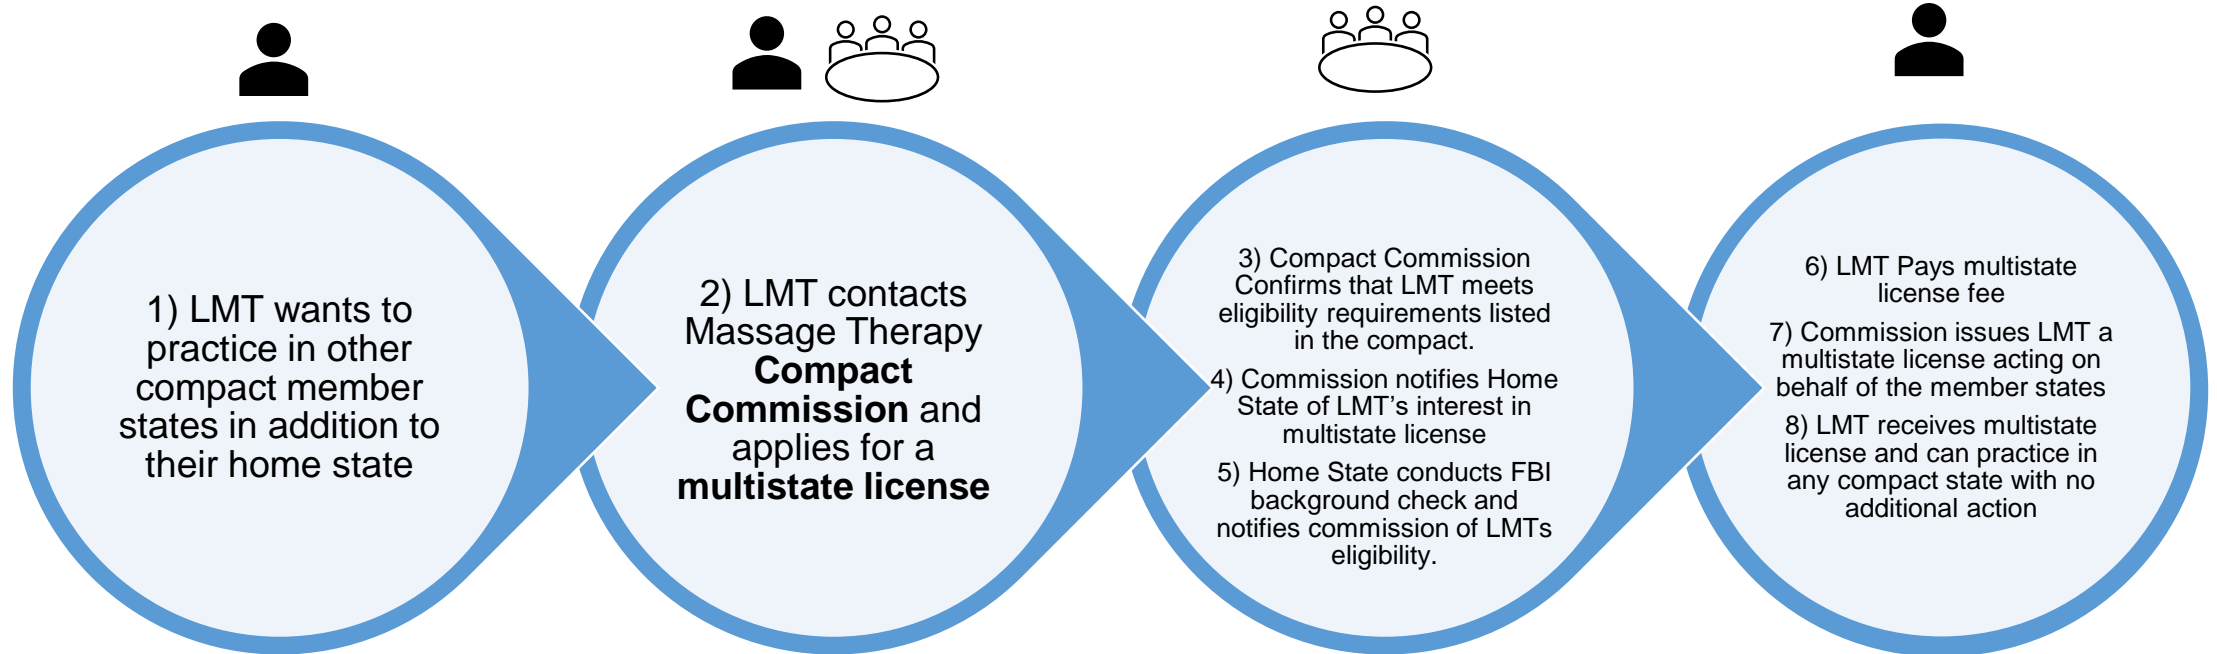 1) LMT wants to
practice in other
compact member
states in addition to
their home state
2) LMT contacts
Massage Therapy
Compact
Commission and
applies for a
multistate license
3) Compact Commission
Confirms that LMT meets
eligibility requirements listed
in the compact.
4) Commission notifies Home
State of LMT’s interest in
multistate license
5) Home State conducts FBI
background check and
notifies commission of LMTs
eligibility.
6) LMT Pays multistate
license fee
7) Commission issues LMT a
multistate license acting on
behalf of the member states
8) LMT receives multistate
license and can practice in
any compact state with no
additional action